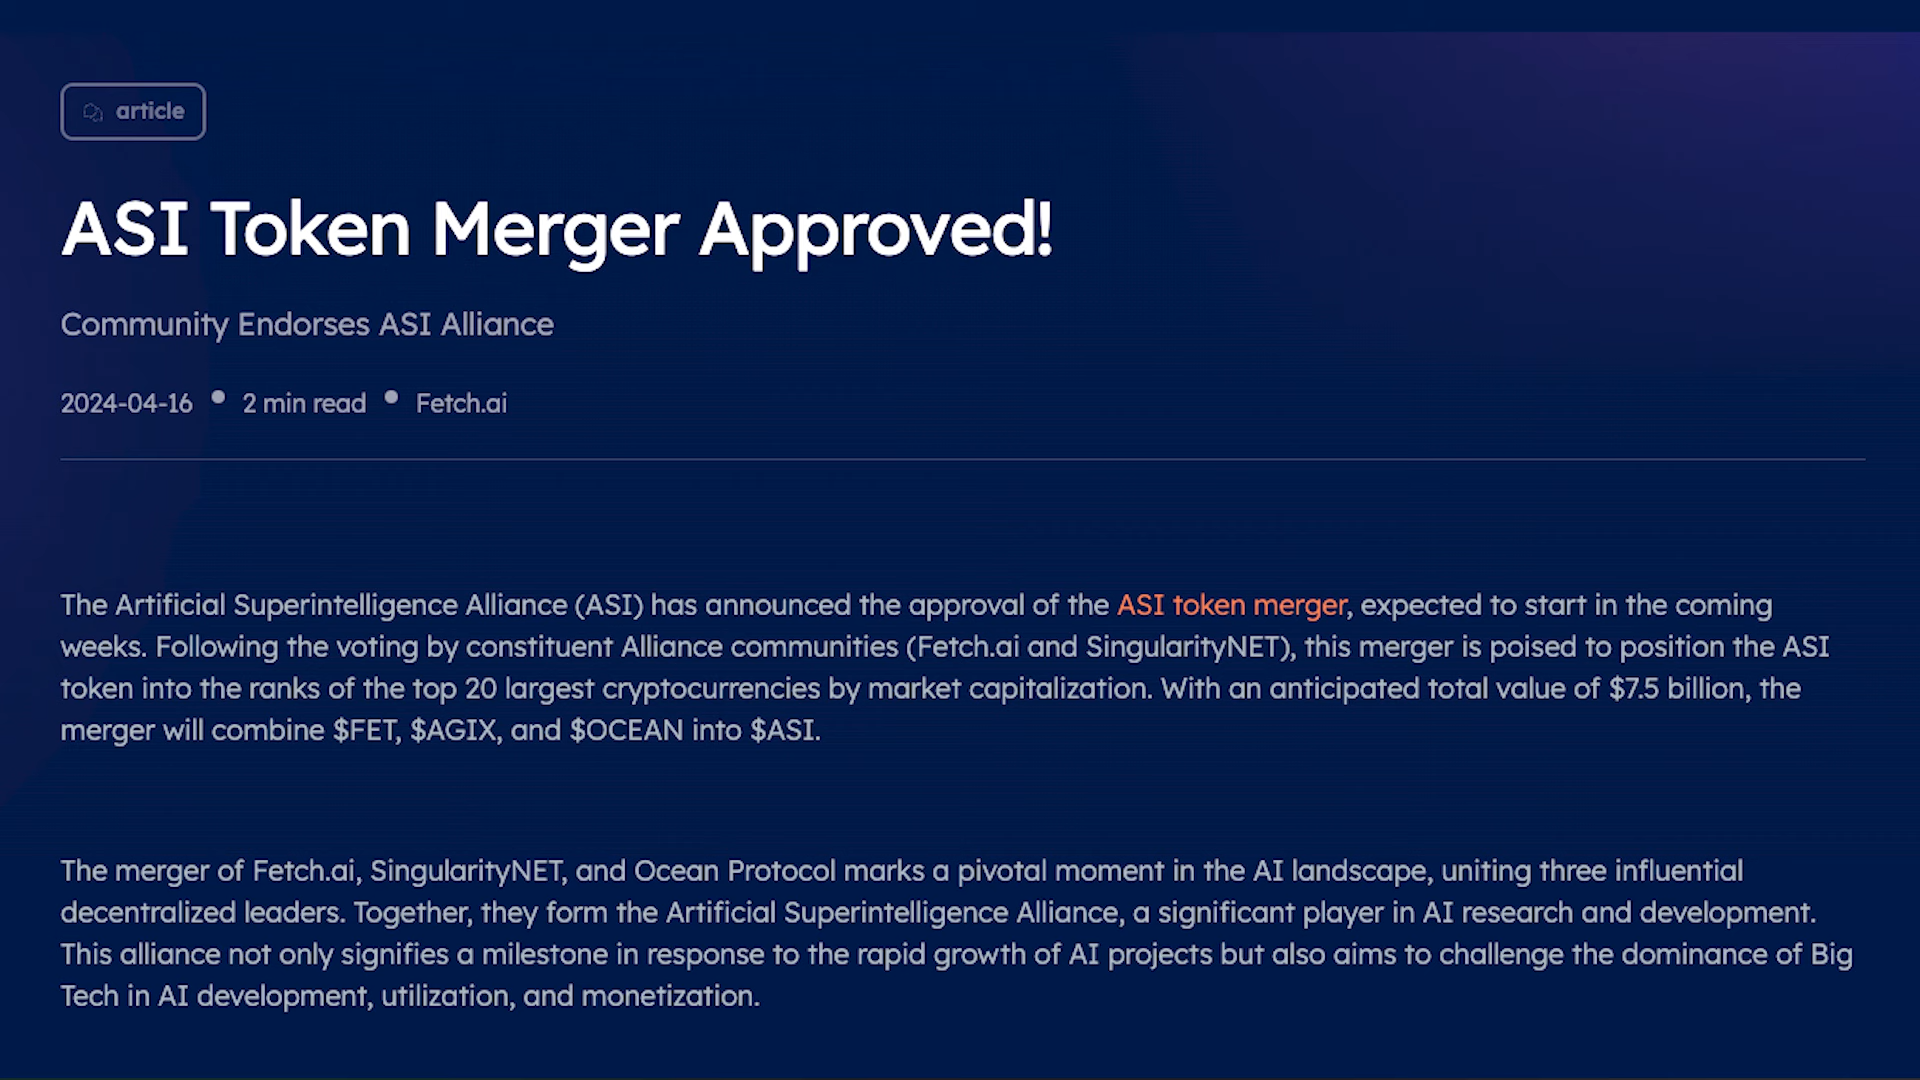 article
ASI Token Merger Approved!
Community Endorses ASI Alliance
2024-04-16 • 2 min read • Fetch.ai
The Artificial Superintelligence Alliance (ASI) has announced the approval of the ASI token merger, expected to start in the coming
weeks. Following the voting by constituent Alliance communities (Fetch.ai and SingularityNET), this merger is poised to position the ASI
token into the ranks of the top 20 largest cryptocurrencies by market capitalization. With an anticipated total value of $7.5 billion, the
merger will combine $FET, $AGIX, and $OCEAN into $ASI.
The merger of Fetch.ai, SingularityNET, and Ocean Protocol marks a pivotal moment in the AI landscape, uniting three influential
decentralized leaders. Together, they form the Artificial Superintelligence Alliance, a significant player in AI research and development.
This alliance not only signifies a milestone in response to the rapid growth of AI projects but also aims to challenge the dominance of Big
Tech in AI development, utilization, and monetization.